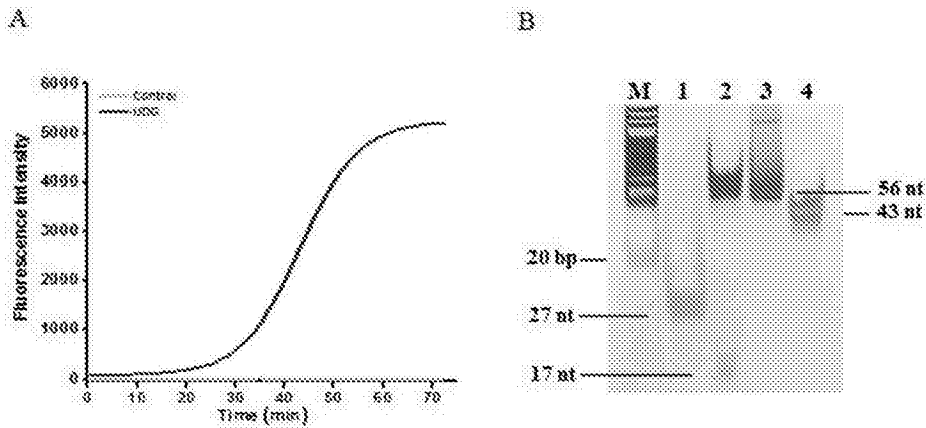 A
6000
5000
4000
3000
2000
1000
0
Control
UDG
Fluorescence Intensity
0 10 20 30 40 50 60 70
Time (min)
B
M 1 2 3 4
56 nt
43 nt
20 bp
27 nt
17 nt